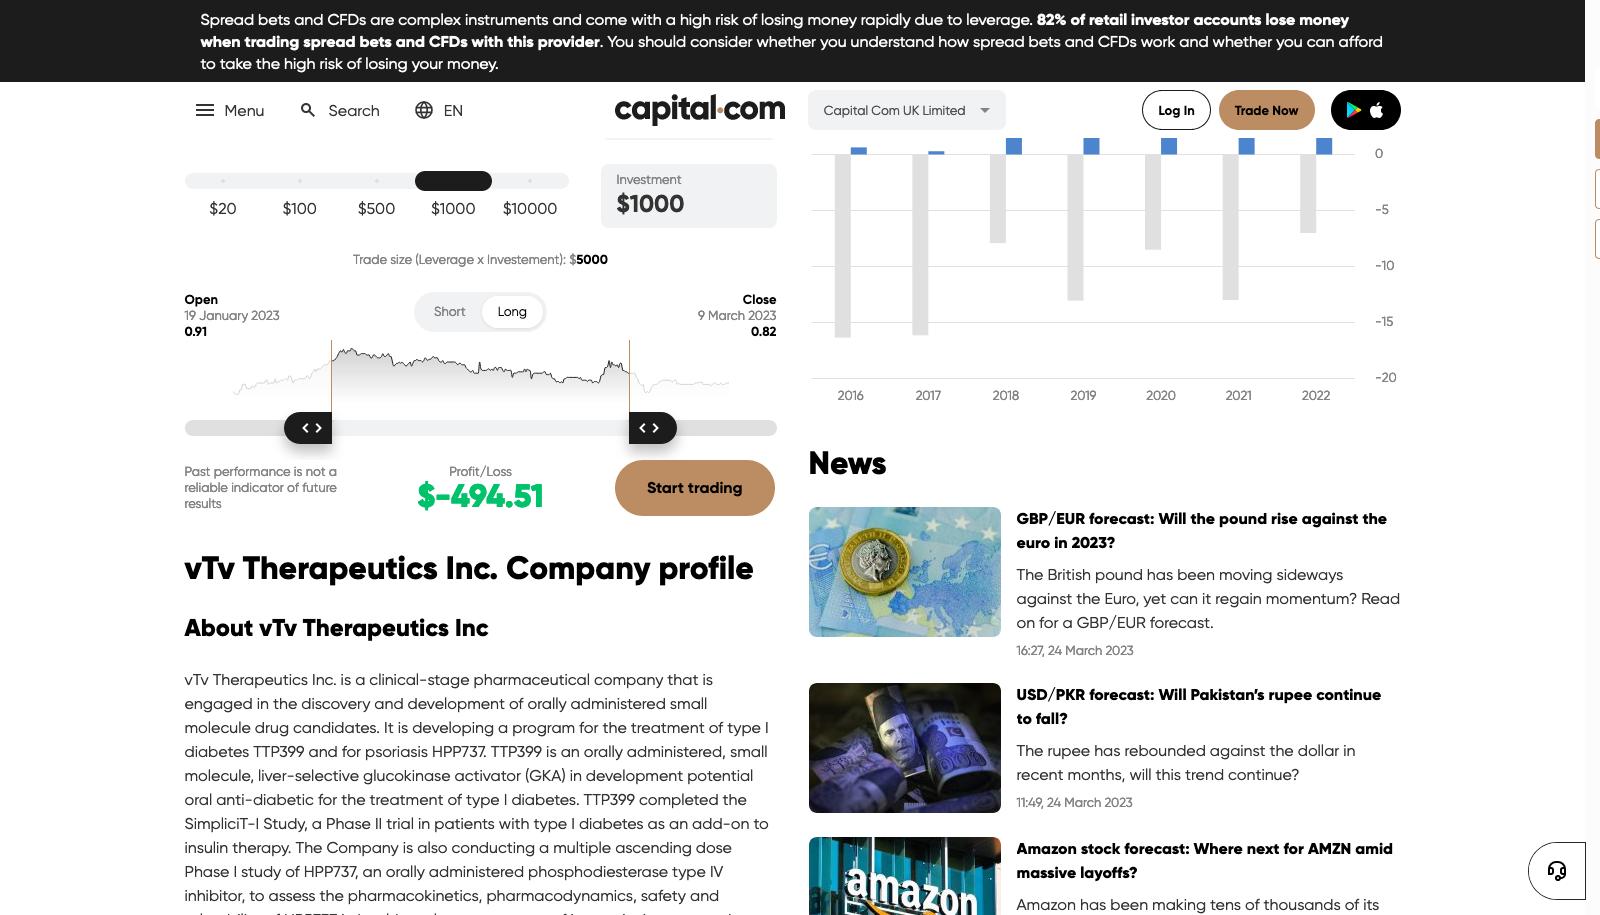 Spread bets and CFDs are complex instruments and come with a high risk of losing money rapidly due to leverage. 82% of retail investor accounts lose money
when trading spread bets and CFDs with this provider. You should consider whether you understand how spread bets and CFDs work and whether you can afford
to take the high risk of losing your money.
Menu
Search
EN
capital.com
Capital Com UK Limited
Log In
Trade Now
$20
$100
$500
$1000
$10000
Investment
$1000
Trade size (Leverage x Investement): $5000
Open
19 January 2023
0.91
Short
Long
Close
9 March 2023
0.82
Past performance is not a
reliable indicator of future
results
Profit/Loss
$-494.51
Start trading
vTv Therapeutics Inc. Company profile
About vTv Therapeutics Inc
vTv Therapeutics Inc. is a clinical-stage pharmaceutical company that is
engaged in the discovery and development of orally administered small
molecule drug candidates. It is developing a program for the treatment of type I
diabetes TTP399 and for psoriasis HPP737. TTP399 is an orally administered, small
molecule, liver-selective glucokinase activator (GKA) in development potential
oral anti-diabetic for the treatment of type I diabetes. TTP399 completed the
SimpliciT-I Study, a Phase II trial in patients with type I diabetes as an add-on to
insulin therapy. The Company is also conducting a multiple ascending dose
Phase I study of HPP737, an orally administered phosphodiesterase type IV
inhibitor, to assess the pharmacokinetics, pharmacodynamics, safety and
0
-5
-10
-15
-20
2016
2017
2018
2019
2020
2021
2022
News
GBP/EUR forecast: Will the pound rise against the
euro in 2023?
The British pound has been moving sideways
against the Euro, yet can it regain momentum? Read
on for a GBP/EUR forecast.
16:27, 24 March 2023
USD/PKR forecast: Will Pakistan's rupee continue
to fall?
The rupee has rebounded against the dollar in
recent months, will this trend continue?
11:49, 24 March 2023
amazon
Amazon stock forecast: Where next for AMZN amid
massive layoffs?
Amazon has been making tens of thousands of its